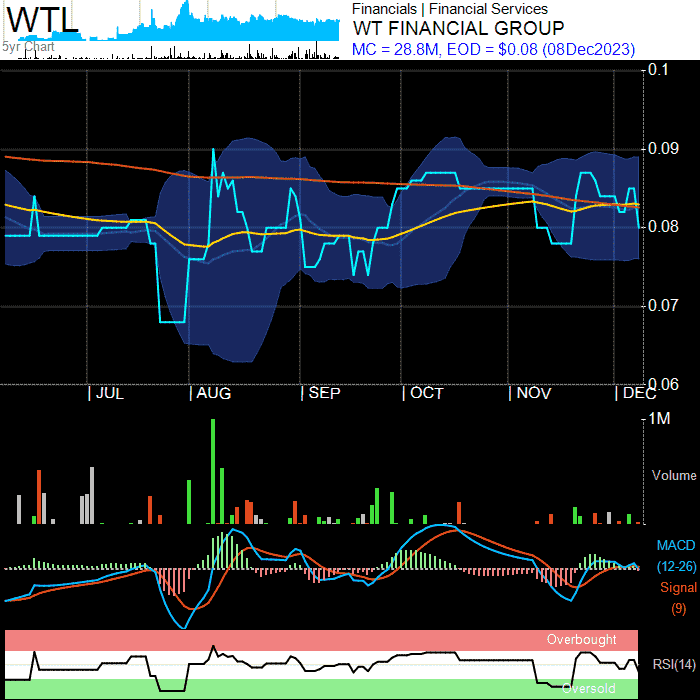 WTL
5yr Chart
Financials | Financial Services
WT FINANCIAL GROUP
MC = 28.8M, EOD = $0.08 (08Dec2023)
0.1
0.09
0.08
0.07
0.06
| JUL | AUG | SEP | OCT | NOV | DEC
1M
Volume
MACD
(12-26)
Signal
(9)
Overbought
RSI(14)
Oversold